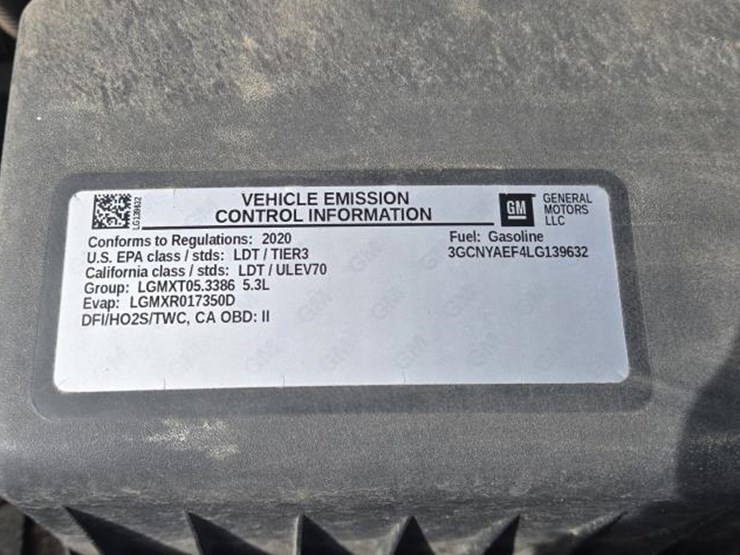 LG139632
VEHICLE EMISSION
CONTROL INFORMATION
GM
GENERAL
MOTORS
LLC
Conforms to Regulations: 2020
U.S. EPA class / stds: LDT / TIER3
California class / stds: LDT / ULEV70
Group: LGMXT05.3386 5.3L
Evap: LGMXR017350D
DFI/HO2S/TWC, CA OBD: II
Fuel: Gasoline
3GCNYAEF4LG139632